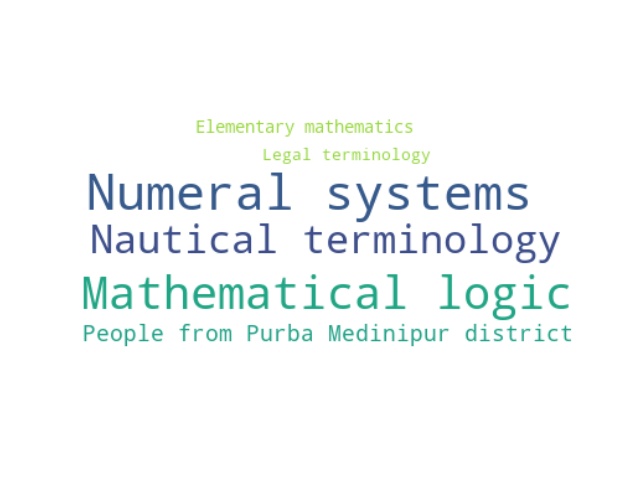 Elementary mathematics
Legal terminology
Numeral systems
Nautical terminology
Mathematical logic
People from Purba Medinipur district